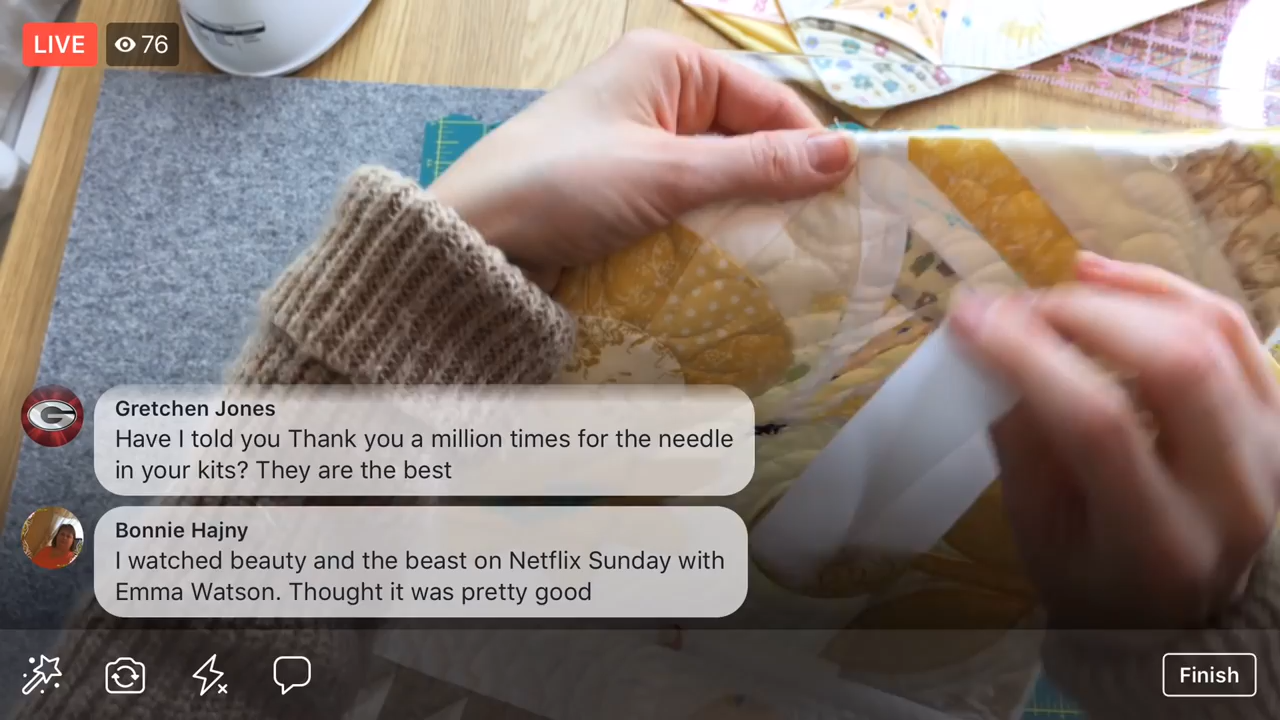 LIVE
76
Gretchen Jones
Have I told you Thank you a million times for the needle
in your kits? They are the best
Bonnie Hajny
I watched beauty and the beast on Netflix Sunday with
Emma Watson. Thought it was pretty good
Finish